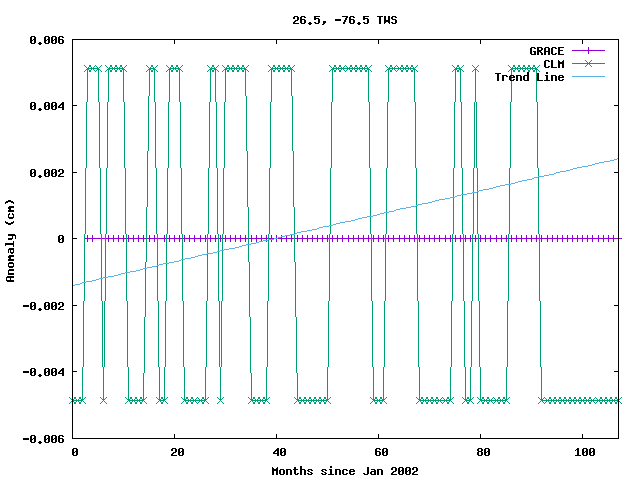 26.5, -76.5 TWS
GRACE
CLM
Trend Line
0.006
0.004
0.002
0
-0.002
-0.004
-0.006
Anomaly (cm)
0 20 40 60 80 100
Months since Jan 2002